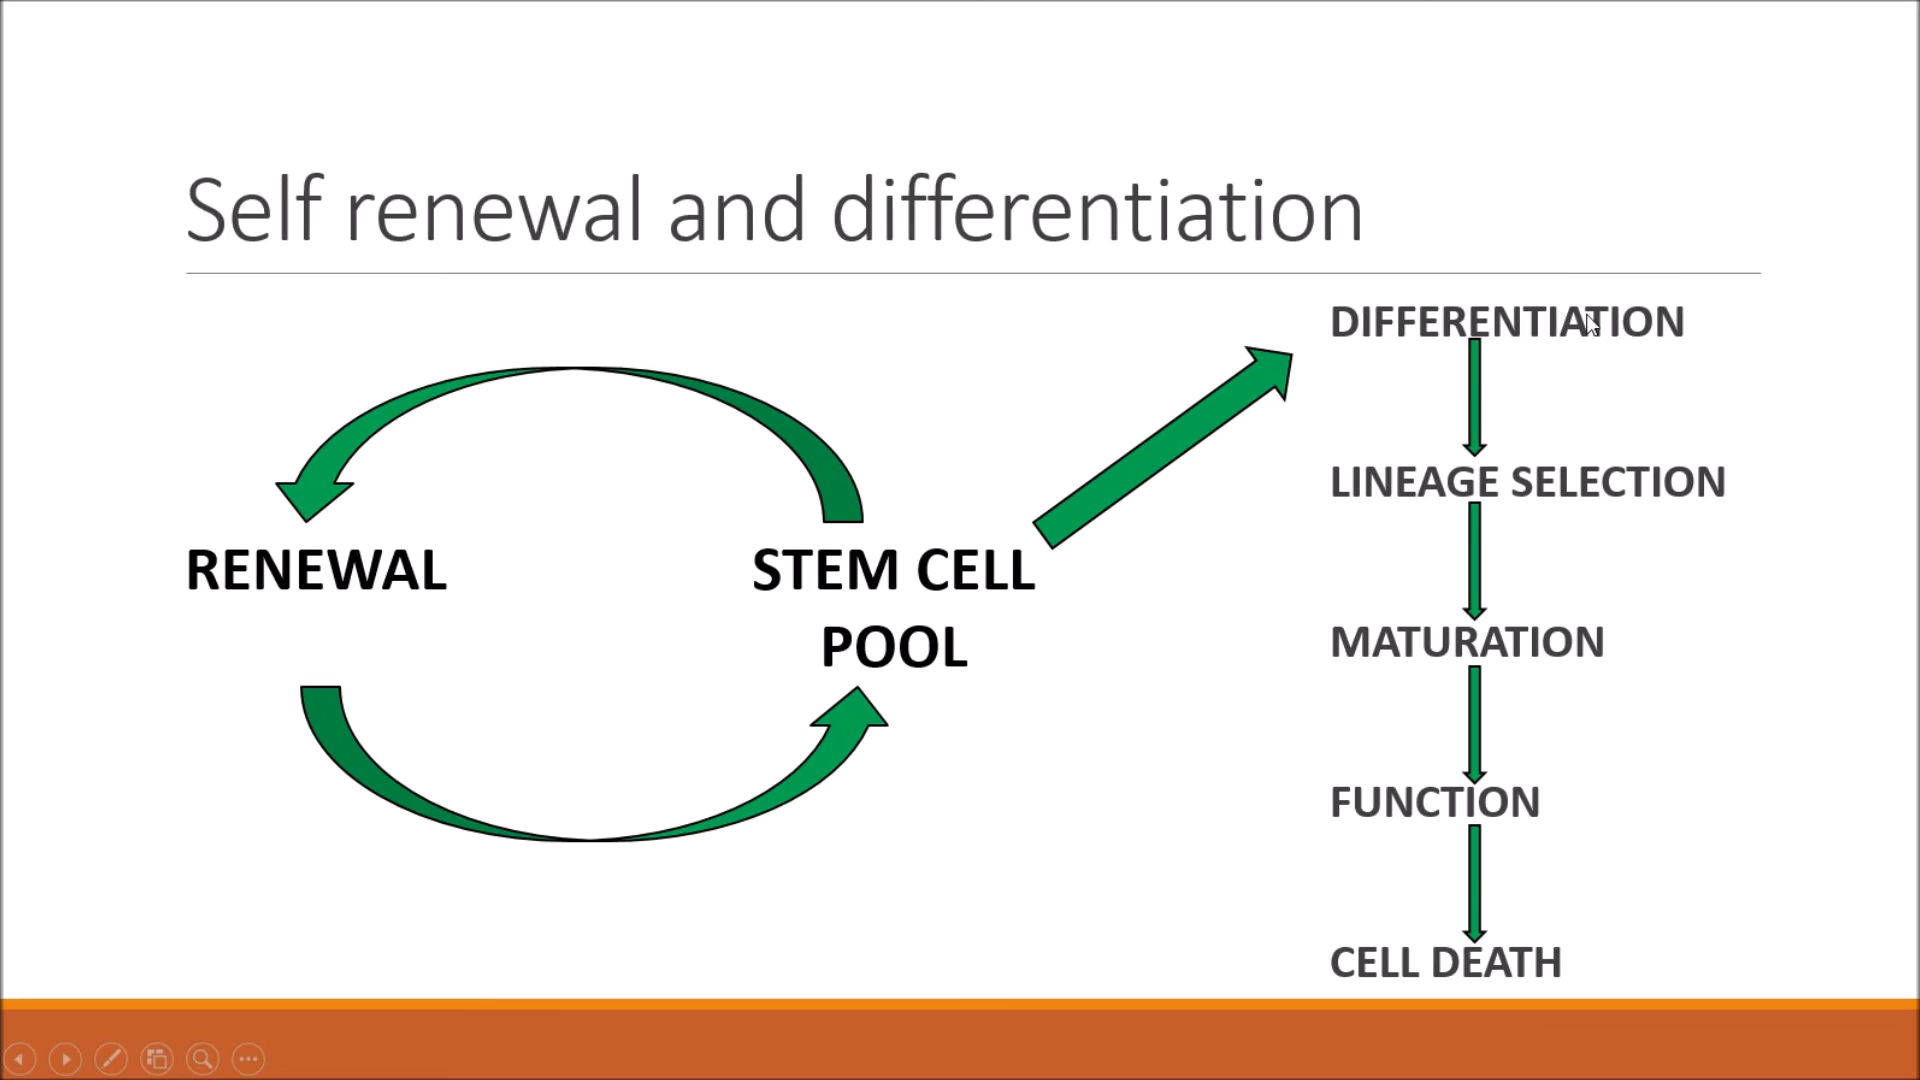 Self renewal and differentiation
RENEWAL
STEM CELL
POOL
DIFFERENTIATION
LINEAGE SELECTION
MATURATION
FUNCTION
CELL DEATH